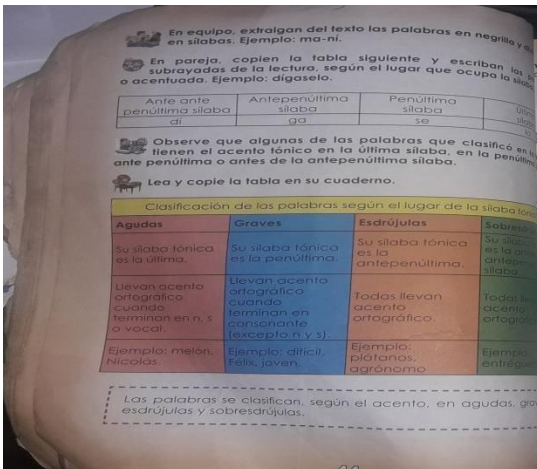 En equipo, extraigan del texto las palabras en negrilla y
en sílabas. Ejemplo: ma-ní.
En pareja, copien la tabla siguiente y escriban las
subrayadas de la lectura, según el lugar que ocupa la sílaba
o acentuada. Ejemplo: dígaselo.
Ante ante penúltima sílaba
Antepenúltima sílaba
Penúltima sílaba
dí
ga
se
lo
Observe que algunas de las palabras que clasificó en
tienen el acento tónico en la última sílaba, en la penúltima
ante penúltima o antes de la antepenúltima sílaba.
Lea y copie la tabla en su cuaderno.
Clasificación de las palabras según el lugar de la sílaba
Agudas
Graves
Esdrújulas
Su sílaba tónica
es la última.
Su sílaba tónica
es la penúltima.
Su sílaba tónica
es la
antepenúltima.
Su
es la
Llevan acento
ortográfico
cuando
terminan en n, s
o vocal.
Llevan acento
ortográfico
cuando
terminan en
consonante
(excepto n y s).
Todas llevan
acento
ortográfico.
Todas
acento
Ejemplo: melón,
Nicolás.
Ejemplo: difícil,
Félix, joven.
Ejemplo:
plátanos,
agrónomo
Las palabras se clasifican, según el acento, en agudas,
esdrújulas y sobresdrújulas.